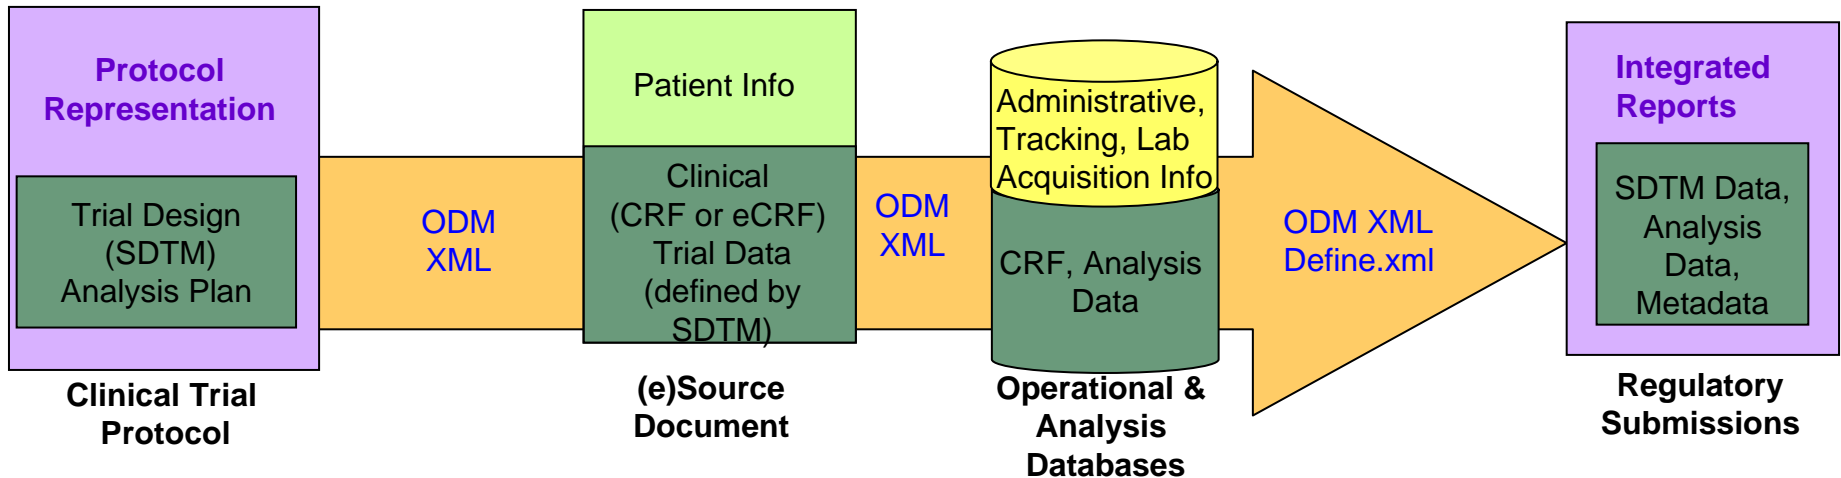 Protocol
Representation
Trial Design
(SDTM)
Analysis Plan
Clinical Trial
Protocol
ODM
XML
Patient Info
Clinical
(CRF or eCRF)
Trial Data
(defined by
SDTM)
(e)Source
Document
ODM
XML
Administrative,
Tracking, Lab
Acquisition Info
CRF, Analysis
Data
Operational &
Analysis
Databases
ODM XML
Define.xml
Integrated
Reports
SDTM Data,
Analysis
Data,
Metadata
Regulatory
Submissions